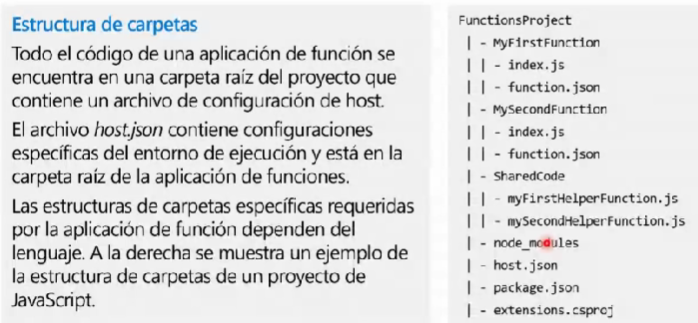 Estructura de carpetas
Todo el código de una aplicación de función se
encuentra en una carpeta raíz del proyecto que
contiene un archivo de configuración de host.
El archivo host.json contiene configuraciones
específicas del entorno de ejecución y está en la
carpeta raíz de la aplicación de funciones.
Las estructuras de carpetas específicas requeridas
por la aplicación de función dependen del
lenguaje. A la derecha se muestra un ejemplo de
la estructura de carpetas de un proyecto de
JavaScript.
FunctionsProject
| - MyFirstFunction
| | - index.js
| | - function.json
| - MySecondFunction
| | - index.js
| | - function.json
| - SharedCode
| | - myFirstHelperFunction.js
| | - mySecondHelperFunction.js
| - node_modules
| - host.json
| - package.json
| - extensions.csproj